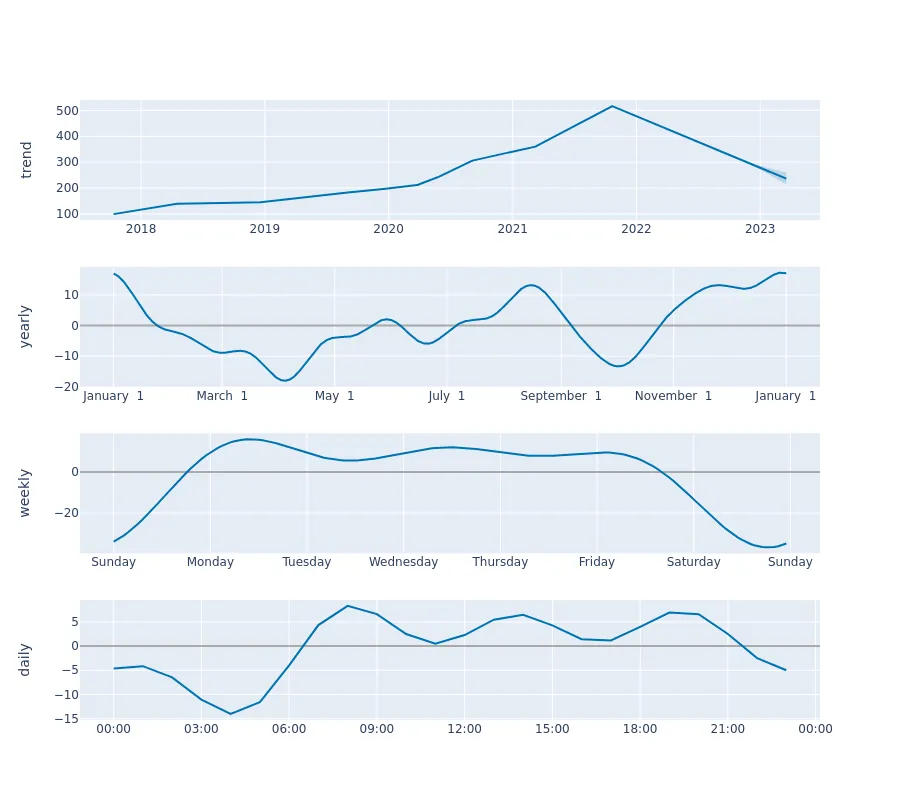 trend
500
400
300
200
100
2018 2019 2020 2021 2022 2023
yearly
10
0
−10
−20
January 1 March 1 May 1 July 1 September 1 November 1 January 1
weekly
0
−20
Sunday Monday Tuesday Wednesday Thursday Friday Saturday Sunday
daily
5
0
−5
−10
−15
00:00 03:00 06:00 09:00 12:00 15:00 18:00 21:00 00:00